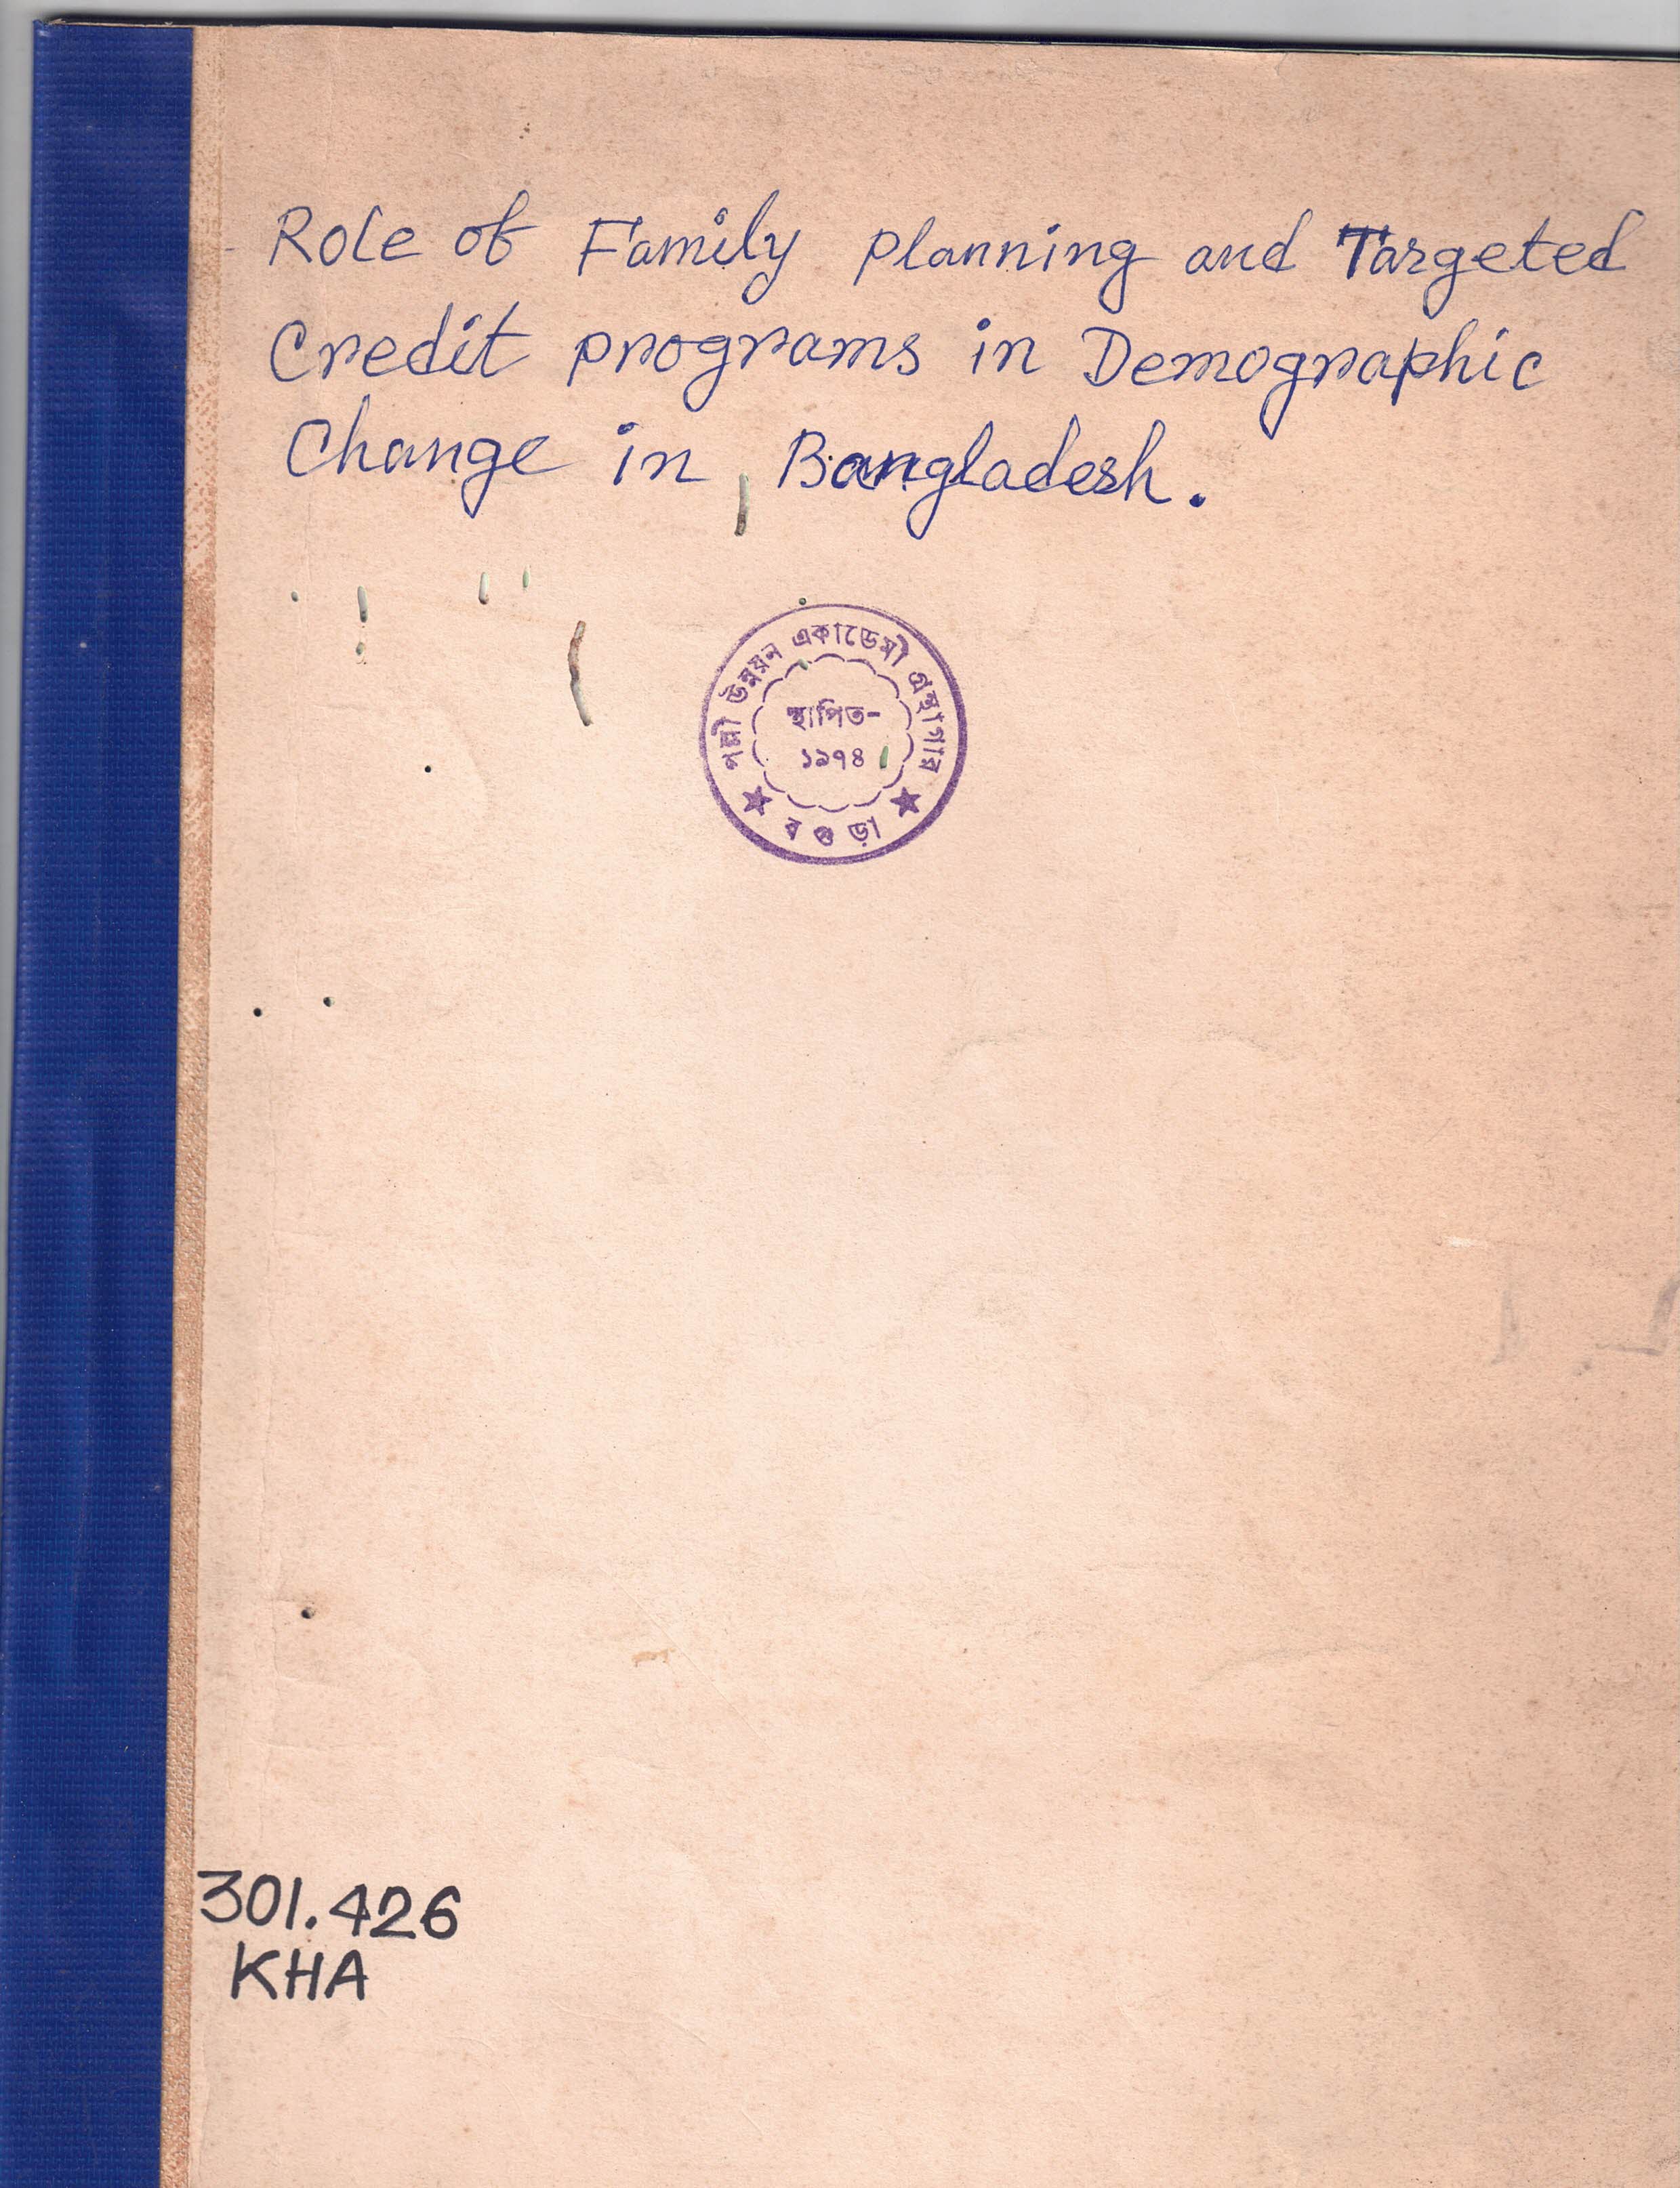 Role of Family planning and Targeted
Credit programs in Demographic
Change in Bangladesh.
পল্লী উন্নয়ন একাডেমী গ্রন্থাগার
স্থাপিত-
১৯৭৪
বগুড়া
301.426
KHA